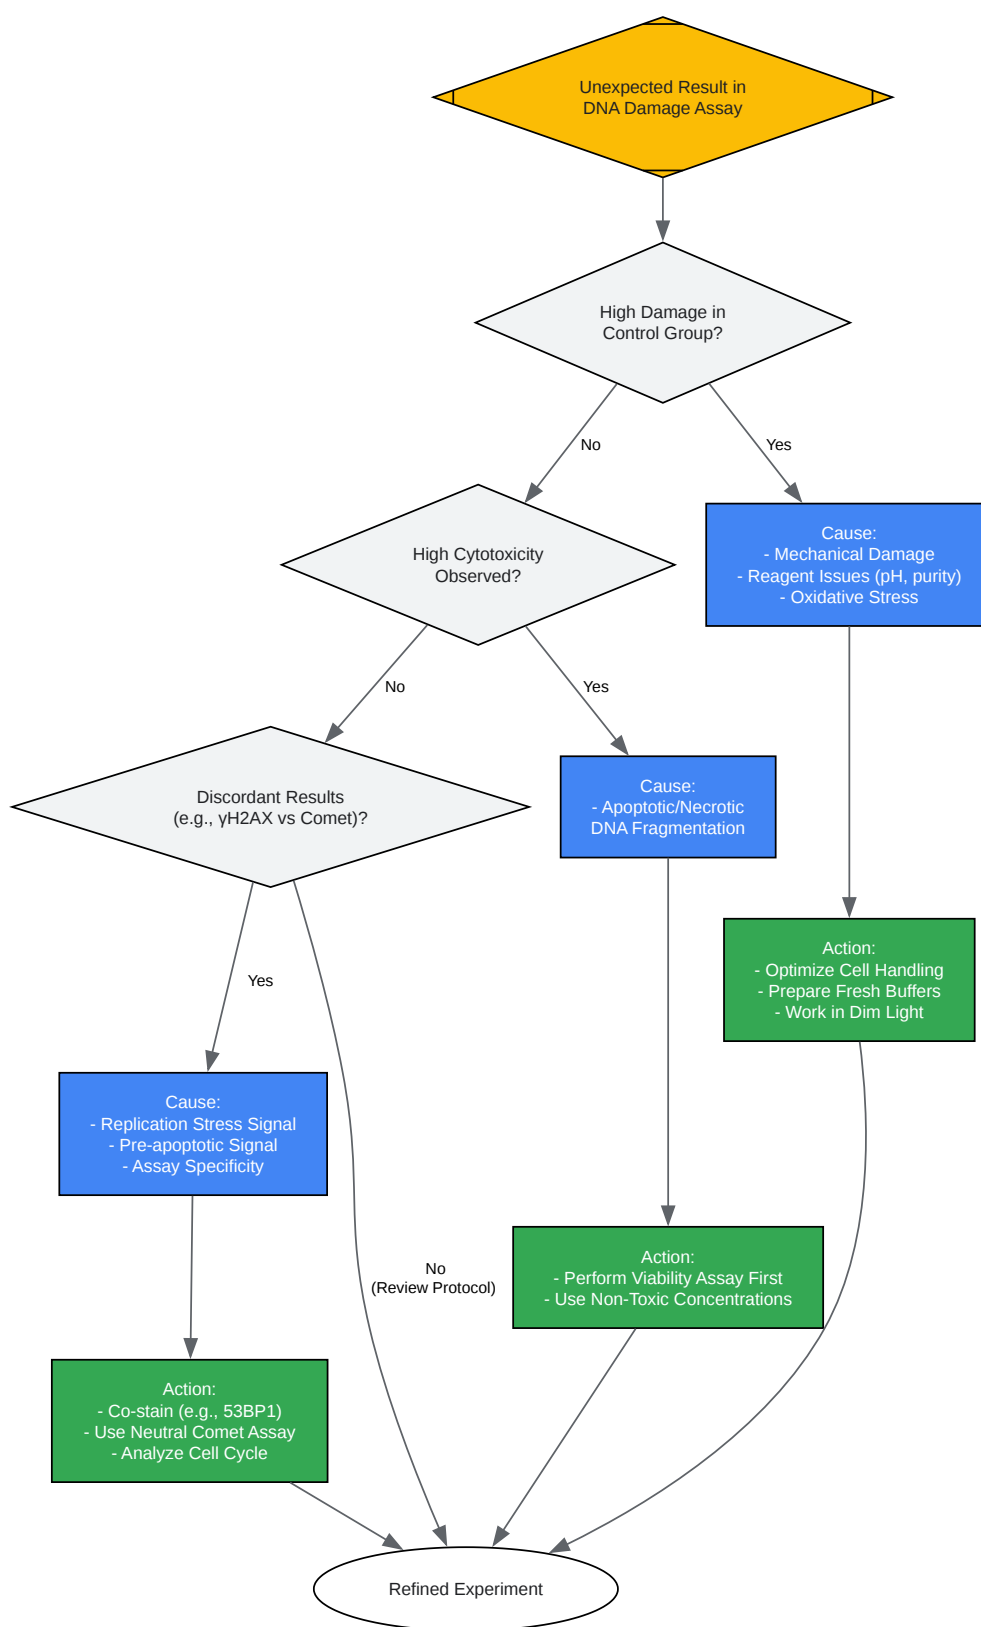 Unexpected Result in
DNA Damage Assay
High Damage in
Control Group?
No
Yes
High Cytotoxicity
Observed?
Cause:
- Mechanical Damage
- Reagent Issues (pH, purity)
- Oxidative Stress
No
Yes
Discordant Results
(e.g., γH2AX vs Comet)?
Cause:
- Apoptotic/Necrotic
DNA Fragmentation
Action:
- Optimize Cell Handling
- Prepare Fresh Buffers
- Work in Dim Light
Yes
Cause:
- Replication Stress Signal
- Pre-apoptotic Signal
- Assay Specificity
No
(Review Protocol)
Action:
- Perform Viability Assay First
- Use Non-Toxic Concentrations
Action:
- Co-stain (e.g., 53BP1)
- Use Neutral Comet Assay
- Analyze Cell Cycle
Refined Experiment